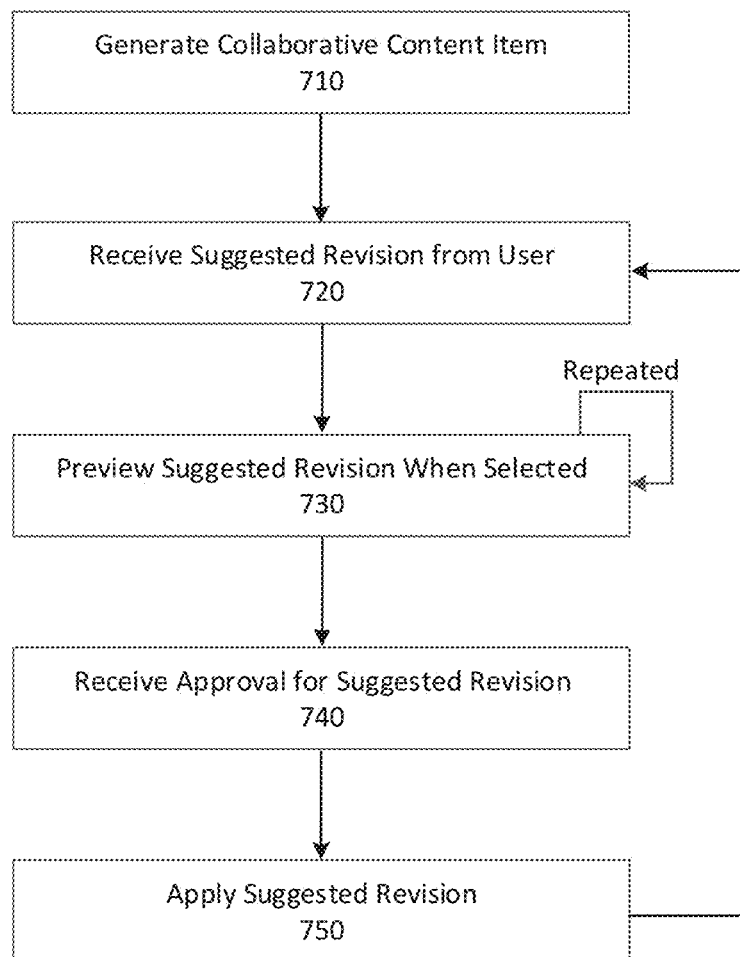 Generate Collaborative Content Item
710
Receive Suggested Revision from User
720
Repeated
Preview Suggested Revision When Selected
730
Receive Approval for Suggested Revision
740
Apply Suggested Revision
750